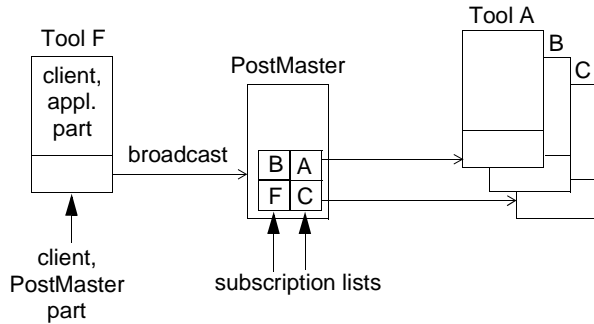 Tool F
client,
appl.
part
client,
PostMaster
part
broadcast
PostMaster
B A
F C
subscription lists
Tool A
B
C